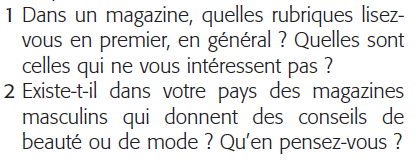 1 Dans un magazine, quelles rubriques lisez-
vous en premier, en général ? Quelles sont
celles qui ne vous intéressent pas ?
2 Existe-t-il dans votre pays des magazines
masculins qui donnent des conseils de
beauté ou de mode ? Qu'en pensez-vous ?